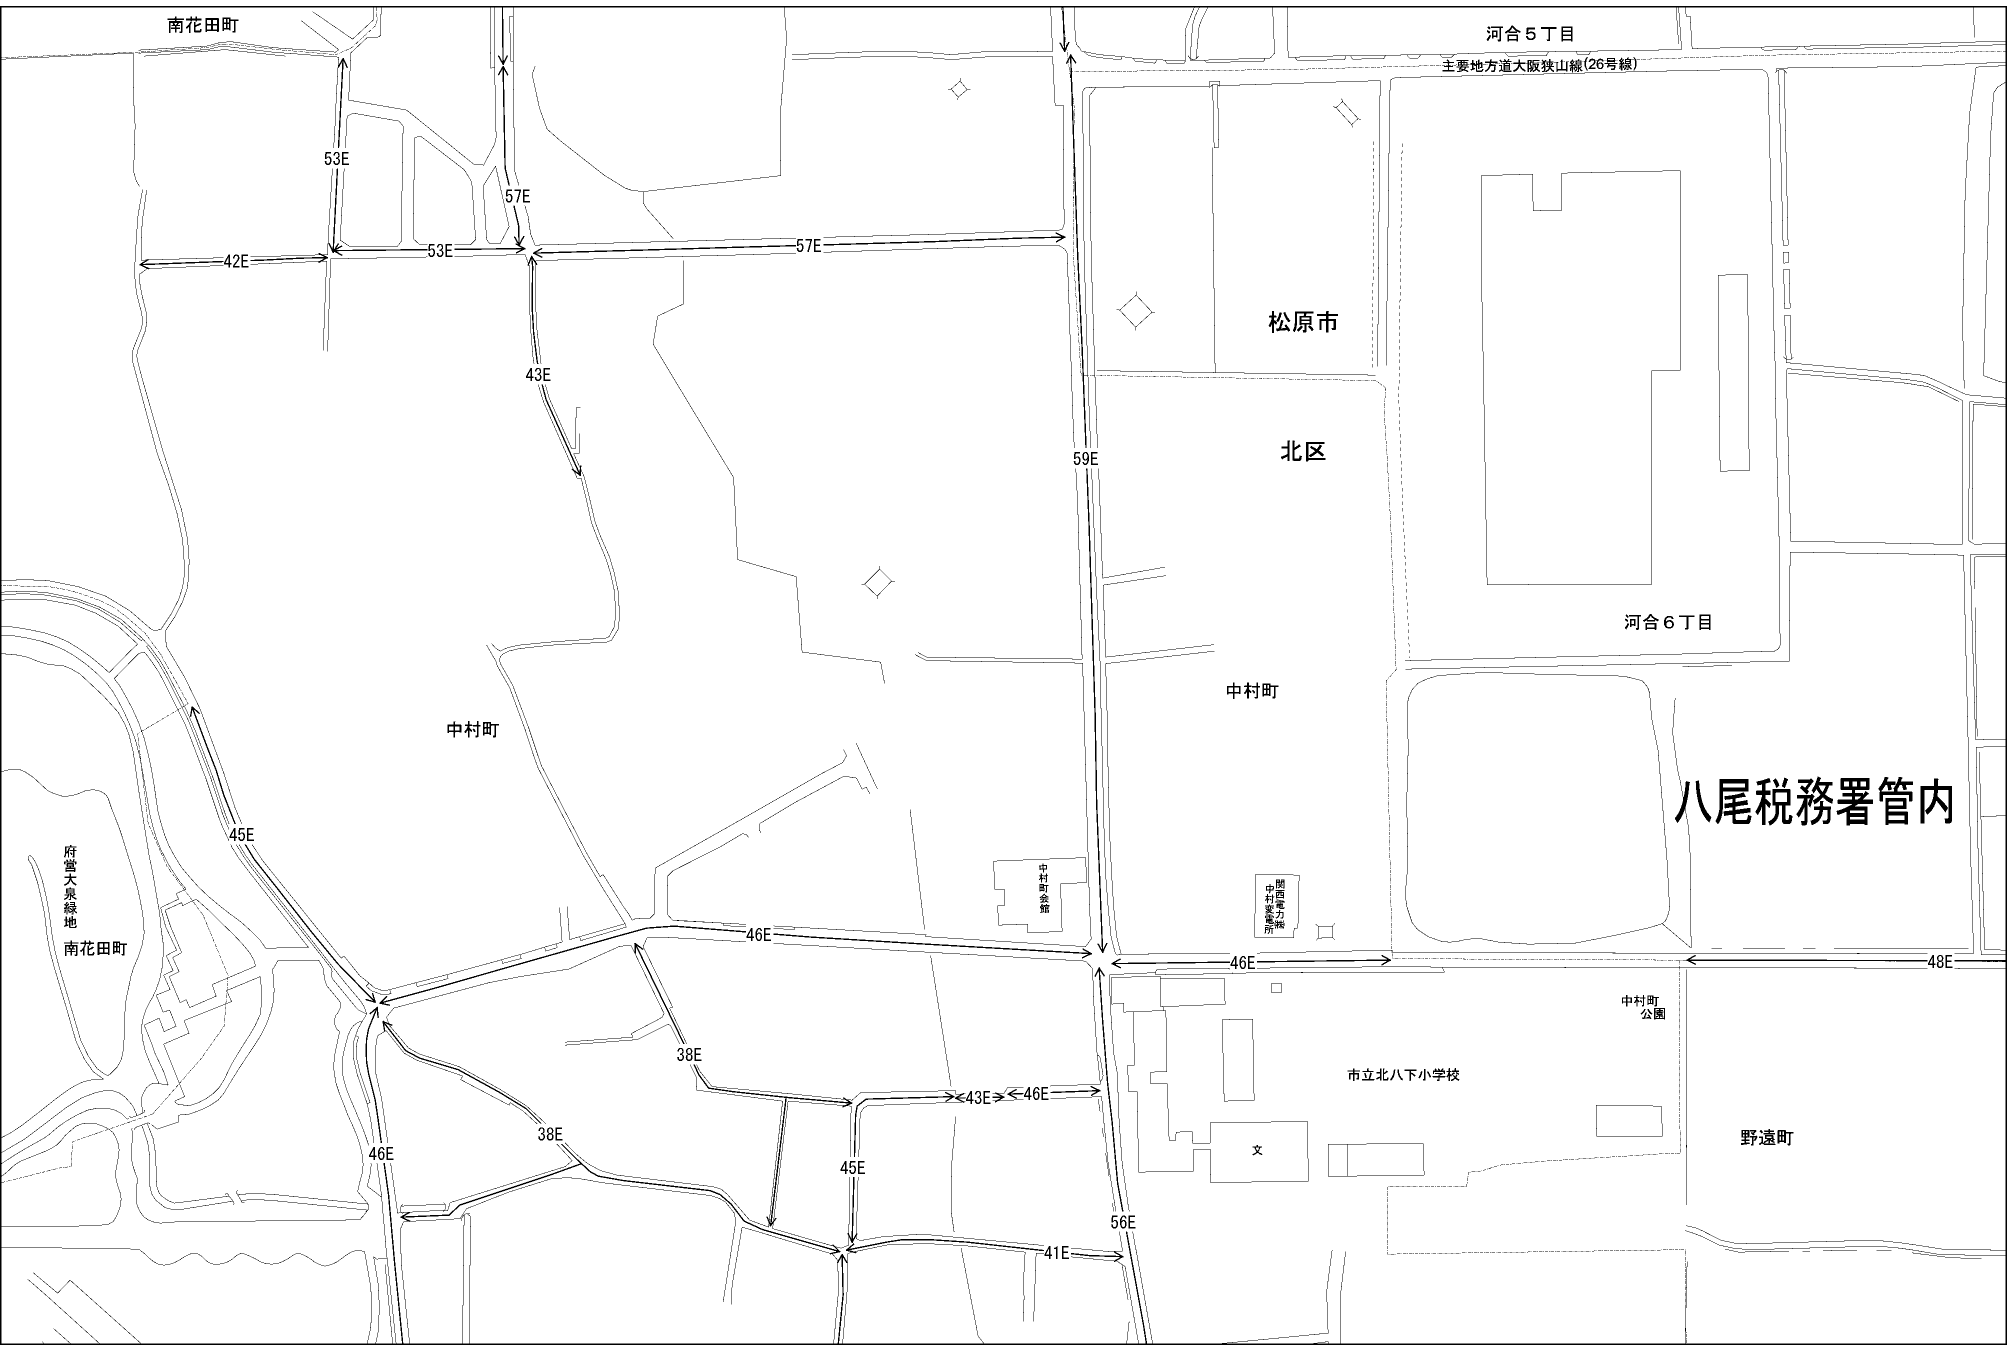 南花田町
河合５丁目
主要地方道大阪狭山線(26号線)
53E
57E
42E
53E
57E
松原市
43E
北区
59E
河合６丁目
中村町
中村町
八尾税務署管内
45E
府営大泉緑地
中村町会館
関西電力㈱
中村変電所
南花田町
46E
46E
48E
中村町
公園
38E
市立北八下小学校
43E
46E
38E
野遠町
46E
45E
文
56E
41E